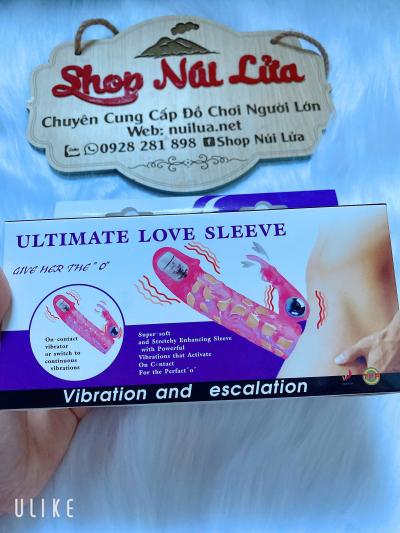 Shop Núi Lửa
Chuyên Cung Cấp Đồ Chơi Người Lớn
Web: nuilua.net
Zalo 0928 281 898 Shop Núi Lửa
ULTIMATE LOVE SLEEVE
GIVE HER THE "O"
On-contact
vibrator
or switch to
continuous
vibrations
Super-soft
and Stretchy Enhancing Sleeve
with Powerful
Vibrations that Activate
On Contact
For the Perfect"o"
Vibration and escalation
ULIKE